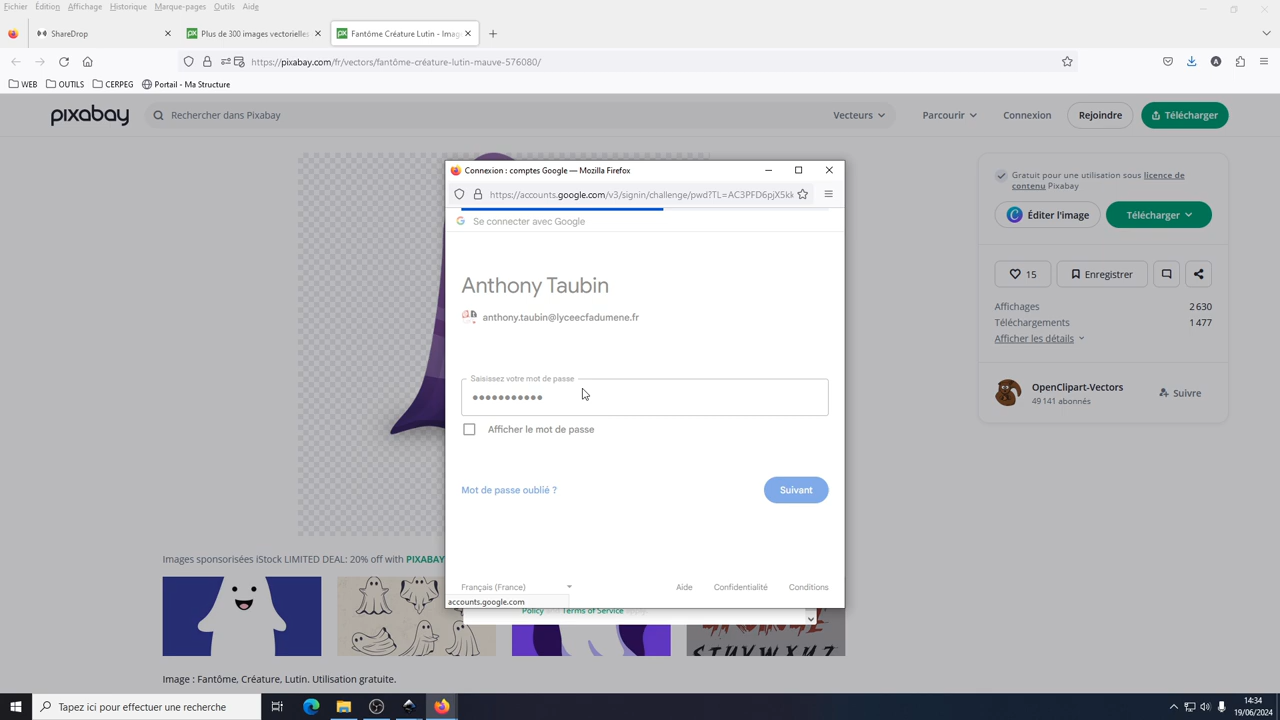 Fichier Édition Affichage Historique Marque-pages Outils Aide
ShareDrop
Plus de 300 images vectorielles
Fantôme Créature Lutin - Imag
https://pixabay.com/fr/vectors/fantôme-créature-lutin-mauve-576080/
WEB OUTILS CERPEG Portail - Ma Structure
pixabay
Rechercher dans Pixabay
Vecteurs
Parcourir
Connexion
Rejoindre
Télécharger
Connexion : comptes Google — Mozilla Firefox
https://accounts.google.com/v3/signin/challenge/pwd?TL=AC3PFD6pjX5kk
Se connecter avec Google
Anthony Taubin
anthony.taubin@lyceecfadumene.fr
Saisissez votre mot de passe
•••••••••••
Afficher le mot de passe
Mot de passe oublié ?
Suivant
Français (France)
Aide
Confidentialité
Conditions
accounts.google.com
Policy and Terms of Service apply.
Gratuit pour une utilisation sous licence de
contenu Pixabay
Éditer l'image
Télécharger
15
Enregistrer
Affichages 2 630
Téléchargements 1 477
Afficher les détails
OpenClipart-Vectors
49 141 abonnés
Suivre
Images sponsorisées iStock LIMITED DEAL: 20% off with PIXABAY
Image : Fantôme, Créature, Lutin. Utilisation gratuite.
Tapez ici pour effectuer une recherche
14:34
19/06/2024